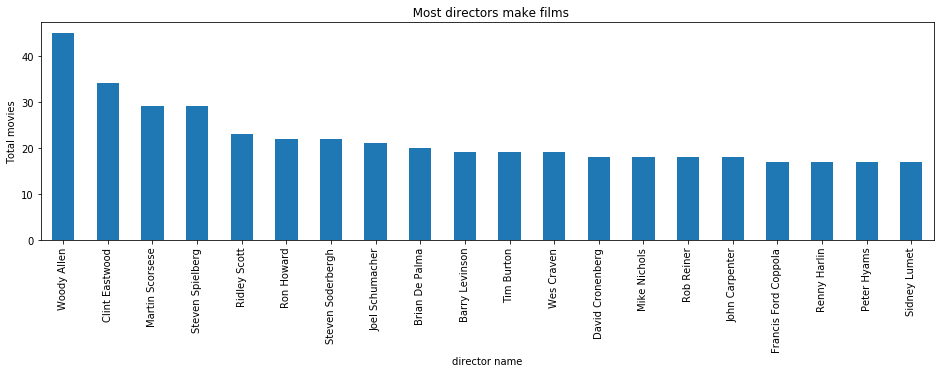 Most directors make films
Total movies
40
30
20
10
0
Woody Allen
Clint Eastwood
Martin Scorsese
Steven Spielberg
Ridley Scott
Ron Howard
Steven Soderbergh
Joel Schumacher
Brian De Palma
Barry Levinson
Tim Burton
Wes Craven
David Cronenberg
Mike Nichols
Rob Reiner
John Carpenter
Francis Ford Coppola
Renny Harlin
Peter Hyams
Sidney Lumet
director name